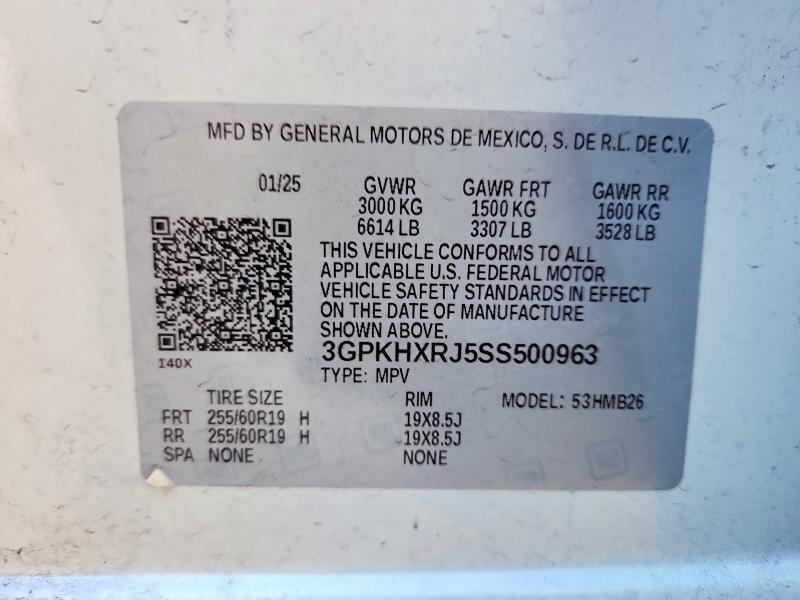 MFD BY GENERAL MOTORS DE MEXICO, S. DE R.L. DE C.V.
01/25 GVWR GAWR FRT GAWR RR
3000 KG 1500 KG 1600 KG
6614 LB 3307 LB 3528 LB
THIS VEHICLE CONFORMS TO ALL
APPLICABLE U.S. FEDERAL MOTOR
VEHICLE SAFETY STANDARDS IN EFFECT
ON THE DATE OF MANUFACTURE
SHOWN ABOVE.
3GPKHXRJ5SS500963
140X
TYPE: MPV
TIRE SIZE RIM MODEL: 53HMB26
FRT 255/60R19 H 19X8.5J
RR 255/60R19 H 19X8.5J
SPA NONE NONE